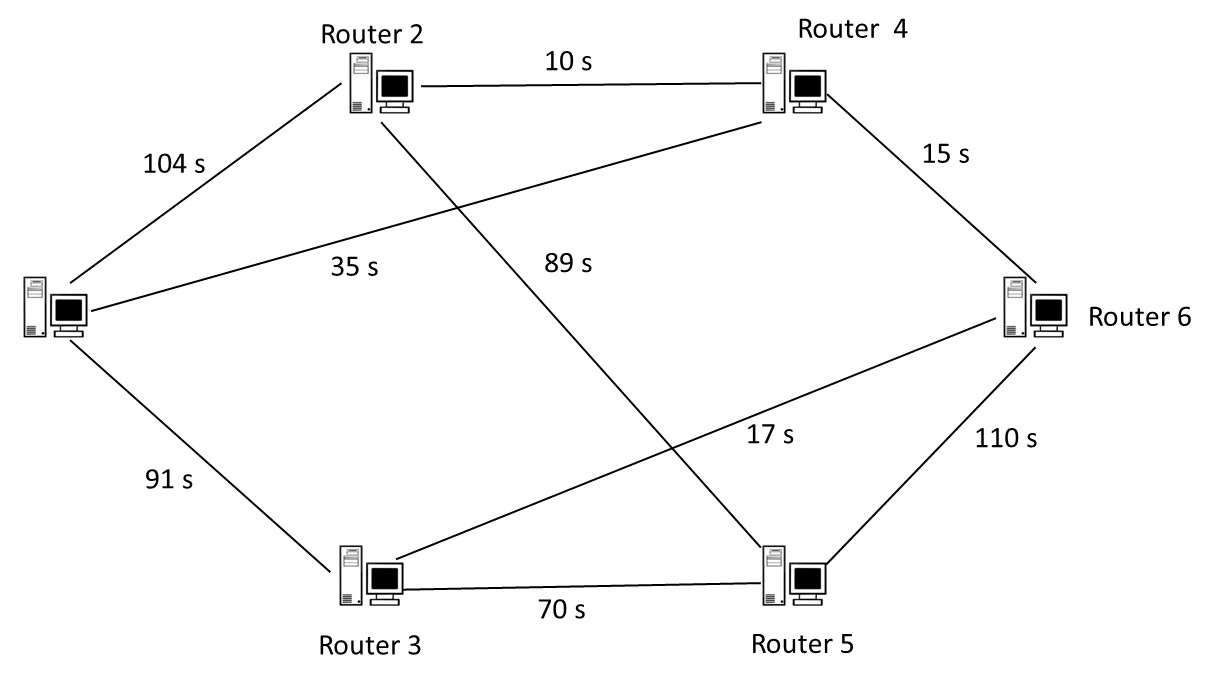 Router 2
Router  4
10 s
104 s
15 s
35 s
89 s
Router 6
17 s
110 s
91 s
70 s
Router 3
Router 5